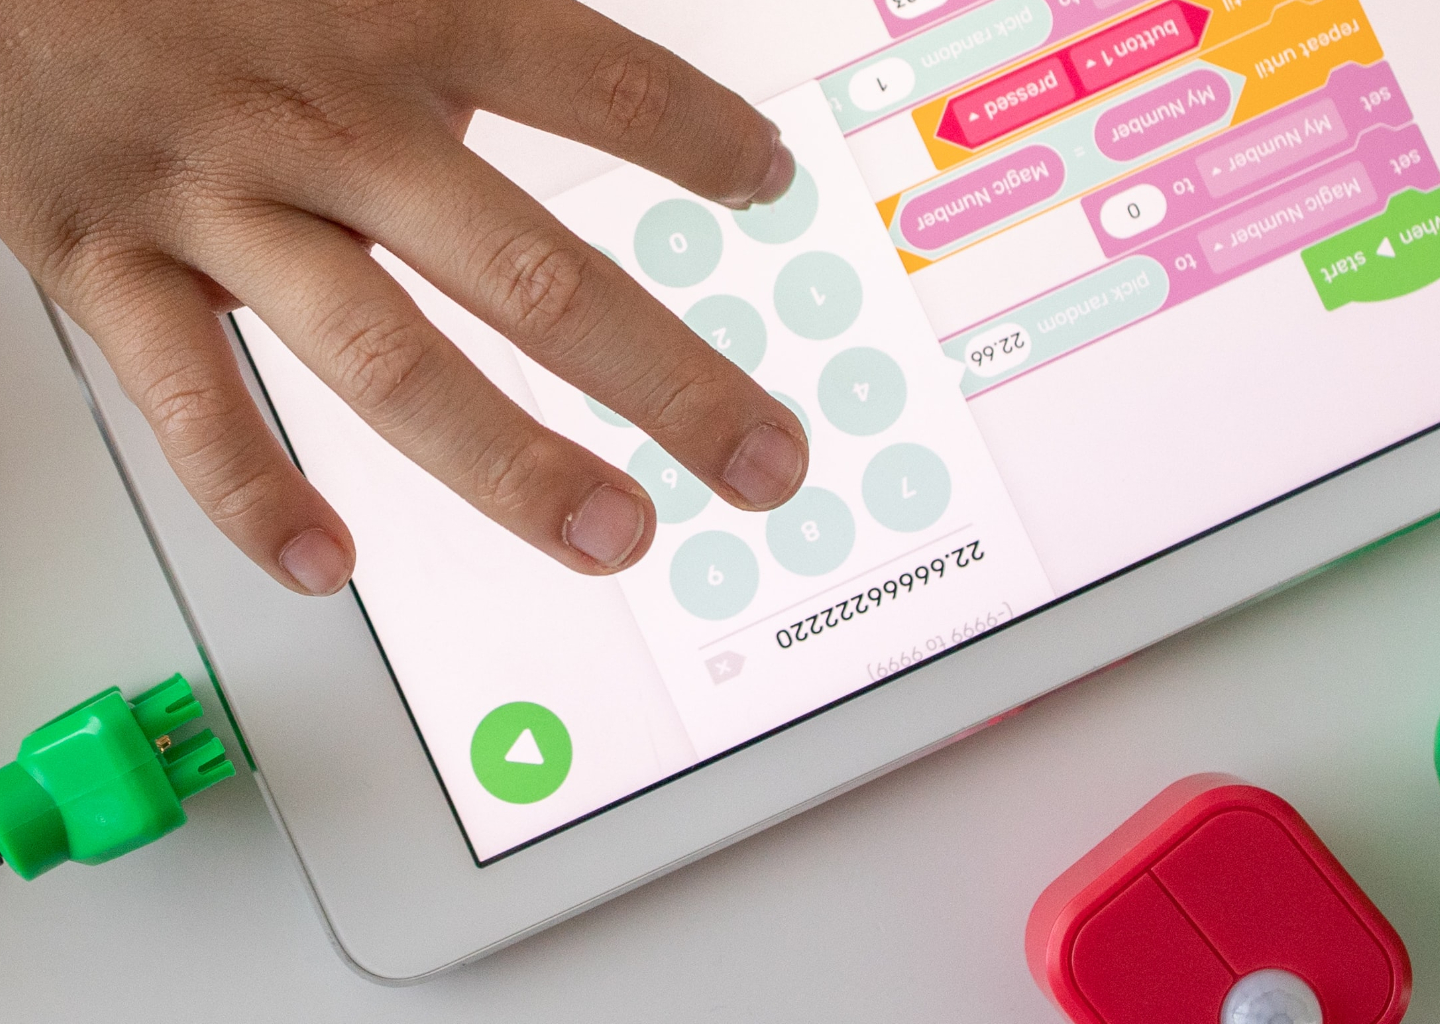 when start
set Magic Number to pick random 22.66
set My Number to 0
repeat until My Number = Magic Number
button 1 pressed
pick random 1
(-9999 to 9999)
22.66666222220
7 8 9
4 6
1 2
0